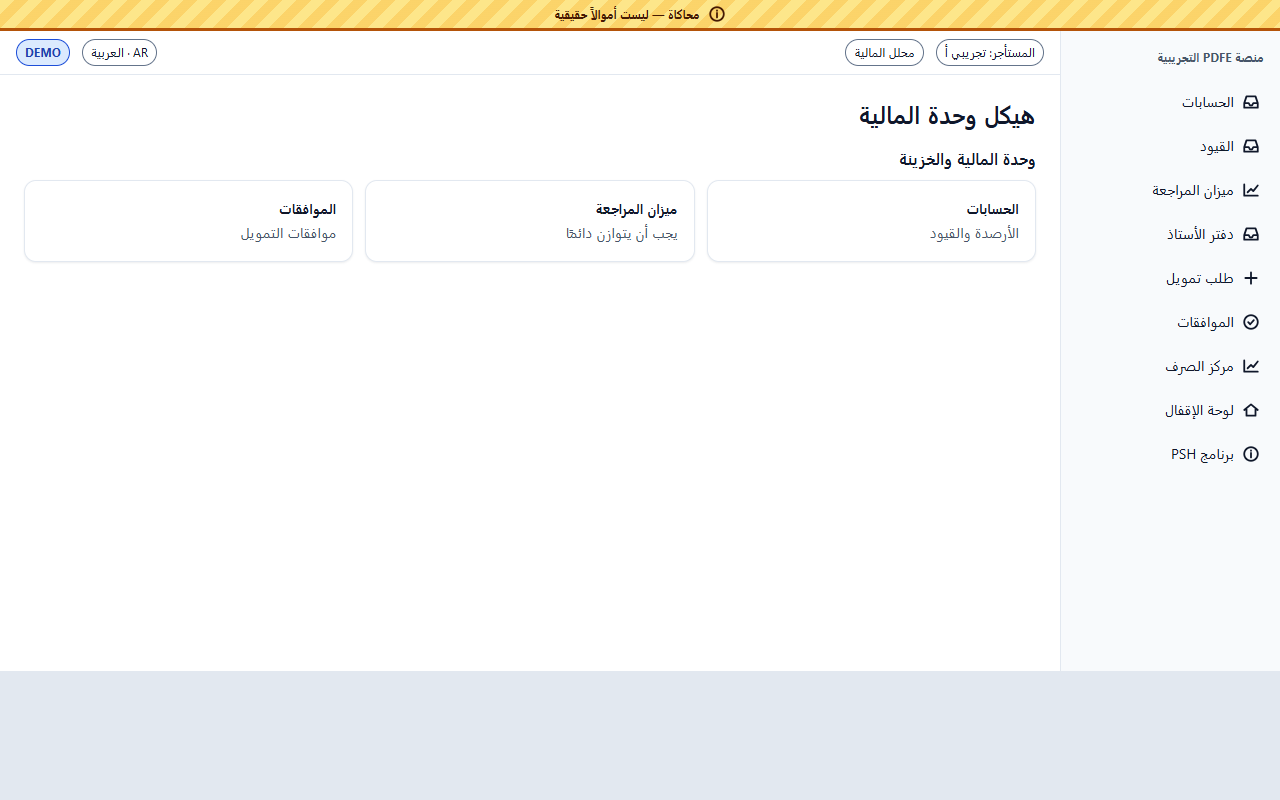 محاكاة — ليست أموالاً حقيقية
منصة PDFE التجريبية
الحسابات
القيود
ميزان المراجعة
دفتر الأستاذ
طلب تمويل
الموافقات
مركز الصرف
لوحة الإقفال
برنامج PSH
المستأجر: تجريبي أ
محلل المالية
AR · العربية
DEMO
هيكل وحدة المالية
وحدة المالية والخزينة
الحسابات
الأرصدة والقيود
ميزان المراجعة
يجب أن يتوازن دائمًا
الموافقات
موافقات التمويل